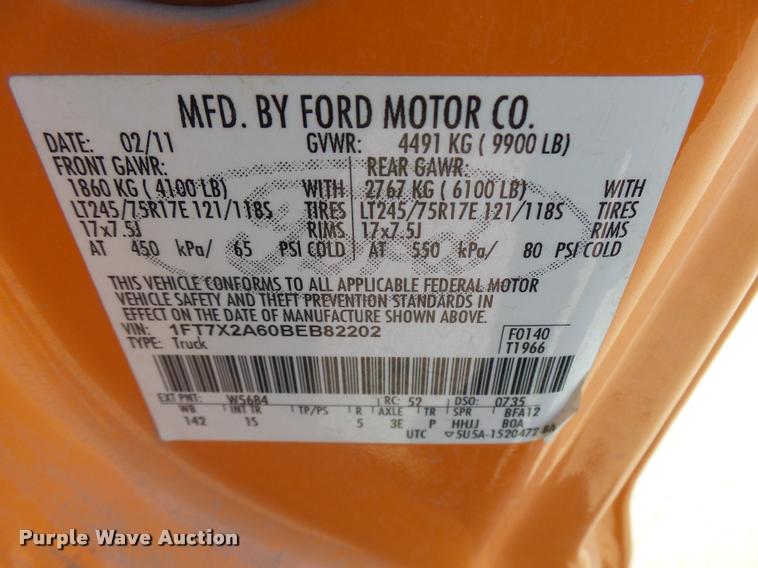 MFD. BY FORD MOTOR CO.
DATE: 02/11 GVWR: 4491 KG ( 9900 LB)
FRONT GAWR: REAR GAWR:
1860 KG ( 4100 LB) WITH 2767 KG ( 6100 LB) WITH
LT245/75R17E 121/118S TIRES LT245/75R17E 121/118S TIRES
17x7.5J RIMS 17x7.5J RIMS
AT 450 kPa/ 65 PSI COLD AT 550 kPa/ 80 PSI COLD
THIS VEHICLE CONFORMS TO ALL APPLICABLE FEDERAL MOTOR
VEHICLE SAFETY AND THEFT PREVENTION STANDARDS IN
EFFECT ON THE DATE OF MANUFACTURE SHOWN ABOVE.
VIN: 1FT7X2A60BEB82202 F0140
TYPE: Truck T1966
EXT PNT: W5684 RC: 52 DSO: 0735
WB INT TR TP/PS R AXLE TR SPR BFA12
142 1S 5 3E P HHJJ BOA
UTC 5U5A-1520472-BA
Purple Wave Auction